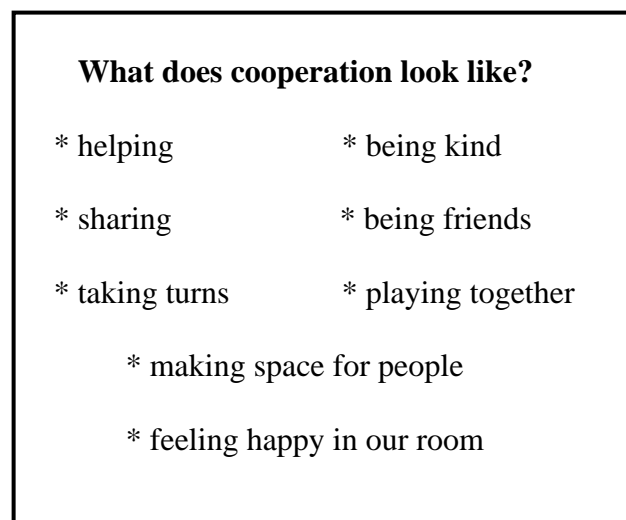 What does cooperation look like?
* helping * being kind
* sharing * being friends
* taking turns * playing together
* making space for people
* feeling happy in our room